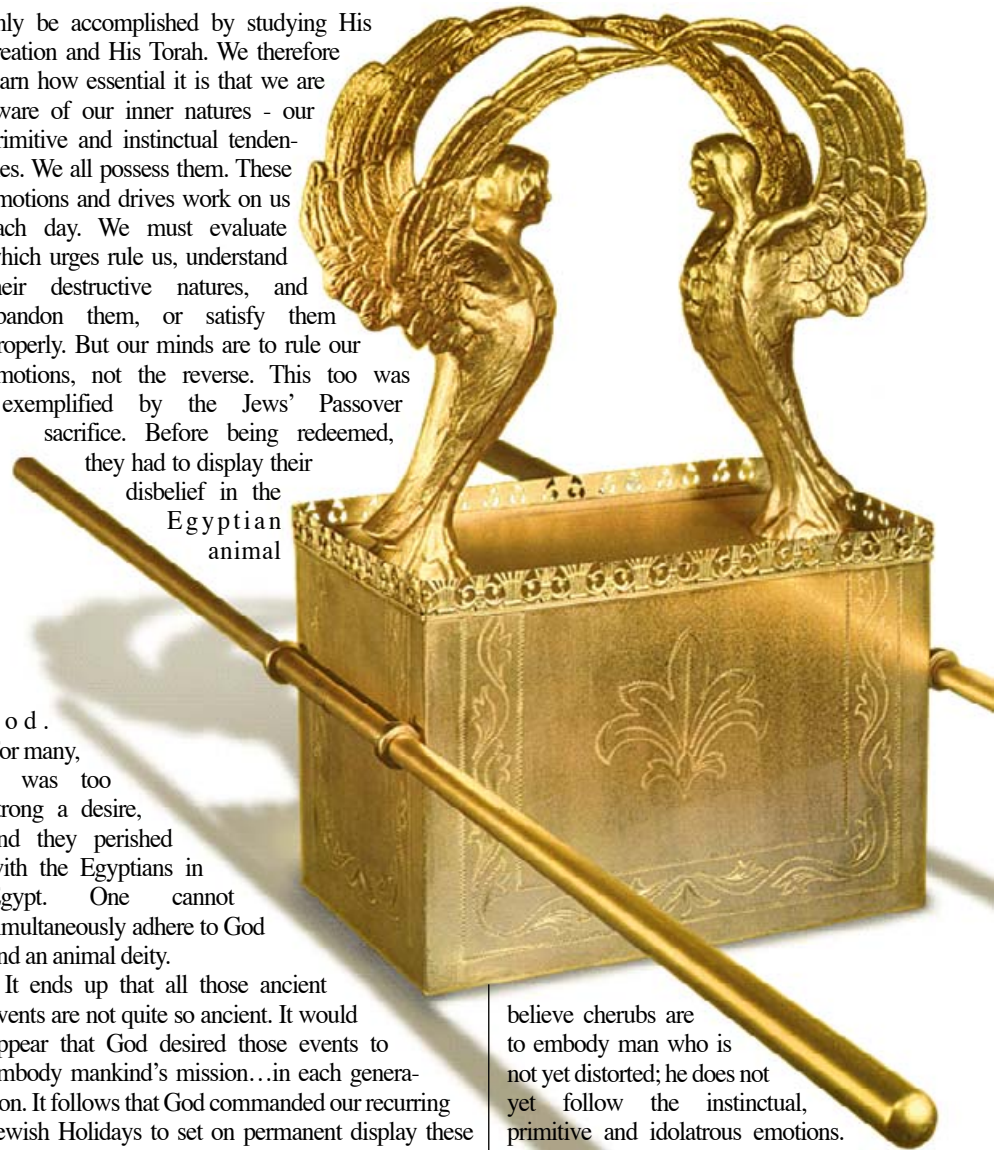 nly be accomplished by studying His
reation and His Torah. We therefore
arn how essential it is that we are
ware of our inner natures - our
rimitive and instinctual tenden-
es. We all possess them. These
motions and drives work on us
ach day. We must evaluate
hich urges rule us, understand
eir destructive natures, and
bandon them, or satisfy them
roperly. But our minds are to rule our
motions, not the reverse. This too was
exemplified by the Jews’ Passover
sacrifice. Before being redeemed,
they had to display their
disbelief in the
Egyptian
animal
od.
or many,
was too
trong a desire,
nd they perished
ith the Egyptians in
gypt. One cannot
imultaneously adhere to God
nd an animal deity.
It ends up that all those ancient
vents are not quite so ancient. It would
ppear that God desired those events to
mbody mankind’s mission…in each genera-
on. It follows that God commanded our recurring
ewish Holidays to set on permanent display these
believe cherubs are
to embody man who is
not yet distorted; he does not
yet follow the instinctual,
primitive and idolatrous emotions.